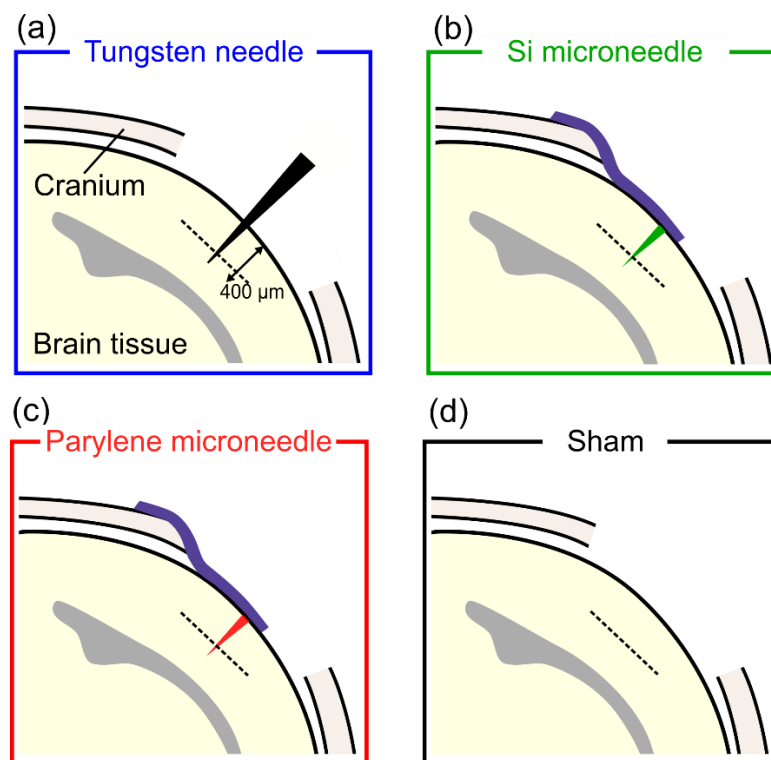 (a)
Tungsten needle
Cranium
400 µm
Brain tissue
(b)
Si microneedle
(c)
Parylene microneedle
(d)
Sham